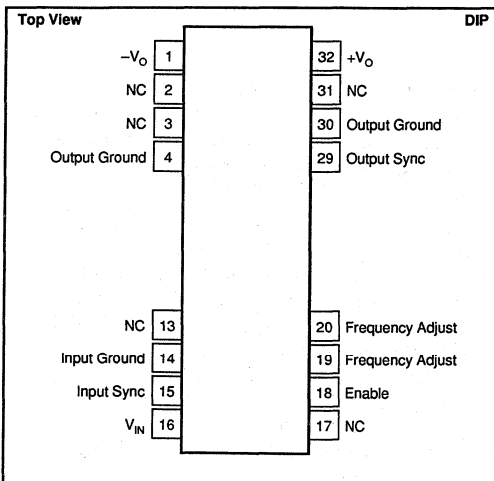 Top View DIP
–V_O 1 32 +V_O
NC 2 31 NC
NC 3 30 Output Ground
Output Ground 4 29 Output Sync
NC 13 20 Frequency Adjust
Input Ground 14 19 Frequency Adjust
Input Sync 15 18 Enable
V_IN 16 17 NC